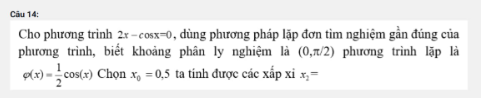 Câu 14:
Cho phương trình 2x – cosx=0, dùng phương pháp lặp đơn tìm nghiệm gần đúng của
phương trình, biết khoảng phân ly nghiệm là (0,π/2) phương trình lặp là
φ(x) = 1/2 cos(x) Chọn x₀ = 0,5 ta tính được các xấp xỉ x₂=